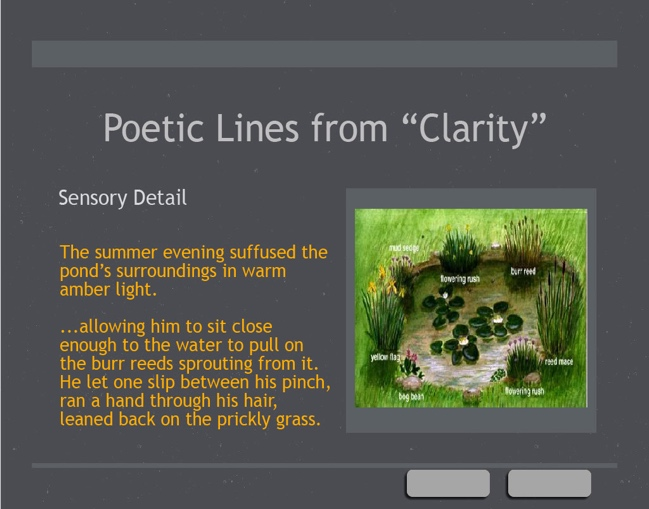 Poetic Lines from “Clarity”
Sensory Detail
The summer evening suffused the
pond’s surroundings in warm
amber light.
...allowing him to sit close
enough to the water to pull on
the burr reeds sprouting from it.
He let one slip between his pinch,
ran a hand through his hair,
leaned back on the prickly grass.
mud sedge
flowering rush
burr reed
yellow flag
reed mace
bog bean
flowering rush